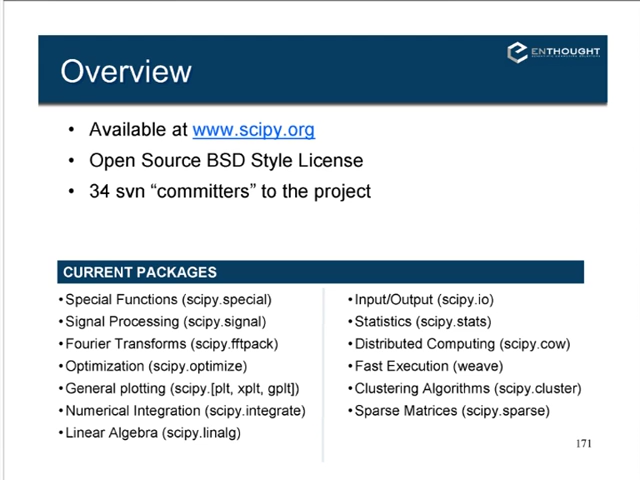 ENTHOUGHT
Overview
• Available at www.scipy.org
• Open Source BSD Style License
• 34 svn “committers” to the project
CURRENT PACKAGES
•Special Functions (scipy.special)
•Signal Processing (scipy.signal)
•Fourier Transforms (scipy.fftpack)
•Optimization (scipy.optimize)
•General plotting (scipy.[plt, xplt, gplt])
•Numerical Integration (scipy.integrate)
•Linear Algebra (scipy.linalg)
•Input/Output (scipy.io)
•Statistics (scipy.stats)
•Distributed Computing (scipy.cow)
•Fast Execution (weave)
•Clustering Algorithms (scipy.cluster)
•Sparse Matrices (scipy.sparse)
171